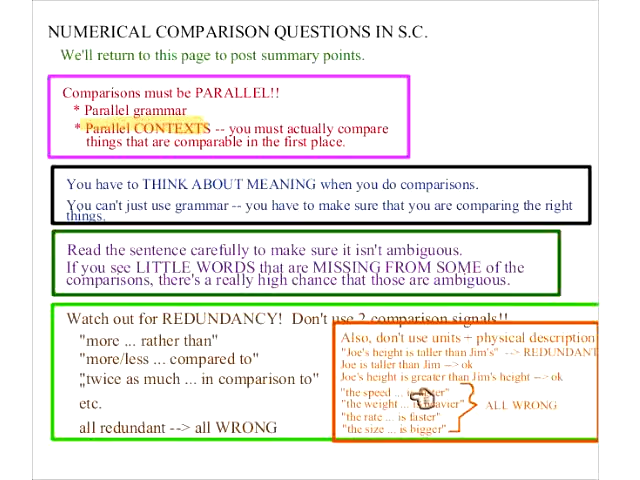 NUMERICAL COMPARISON QUESTIONS IN S.C.
We'll return to this page to post summary points.
Comparisons must be PARALLEL!!
* Parallel grammar
* Parallel CONTEXTS -- you must actually compare
things that are comparable in the first place.
You have to THINK ABOUT MEANING when you do comparisons.
You can't just use grammar -- you have to make sure that you are comparing the right
things.
Read the sentence carefully to make sure it isn't ambiguous.
If you see LITTLE WORDS that are MISSING FROM SOME of the
comparisons, there's a really high chance that those are ambiguous.
Watch out for REDUNDANCY! Don't use 2 comparison signals!!
"more ... rather than"
"more/less ... compared to"
"twice as much ... in comparison to"
etc.
all redundant --> all WRONG
Also, don't use units + physical description
"Joe's height is taller than Jim's" --> REDUNDANT
Joe is taller than Jim --> ok
Joe's height is greater than Jim's height --> ok
"the speed ... is faster"
"the weight ... is heavier"
"the rate ... is faster"
"the size ... is bigger"
ALL WRONG